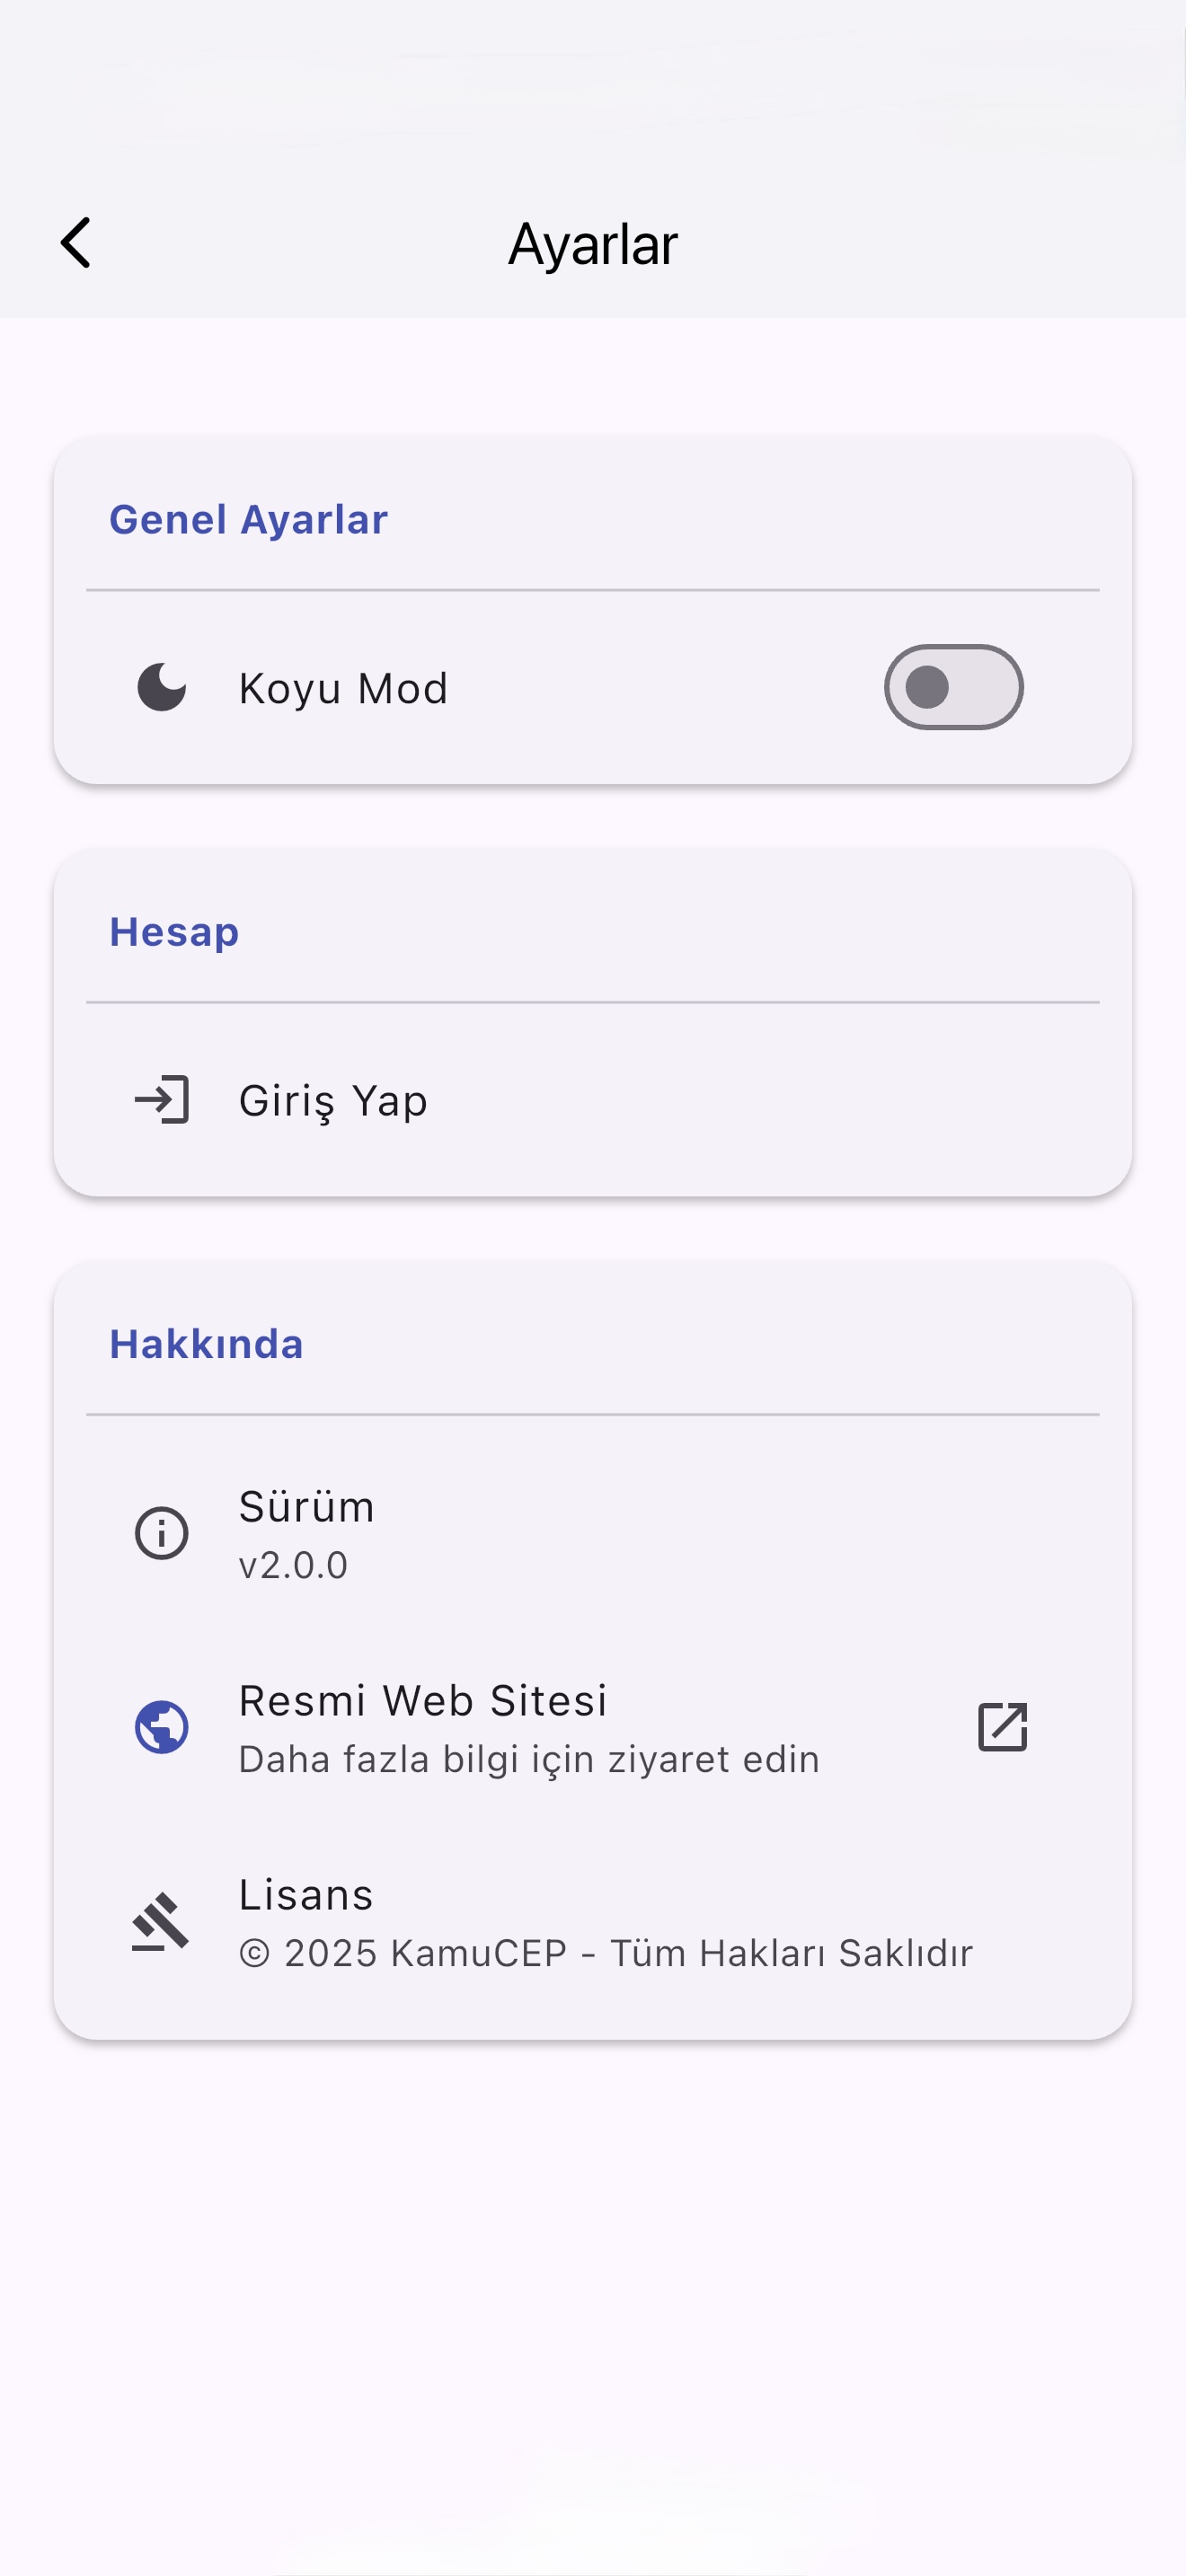 Ayarlar
Genel Ayarlar
Koyu Mod
Hesap
Giriş Yap
Hakkında
Sürüm
v2.0.0
Resmi Web Sitesi
Daha fazla bilgi için ziyaret edin
Lisans
© 2025 KamuCEP - Tüm Hakları Saklıdır